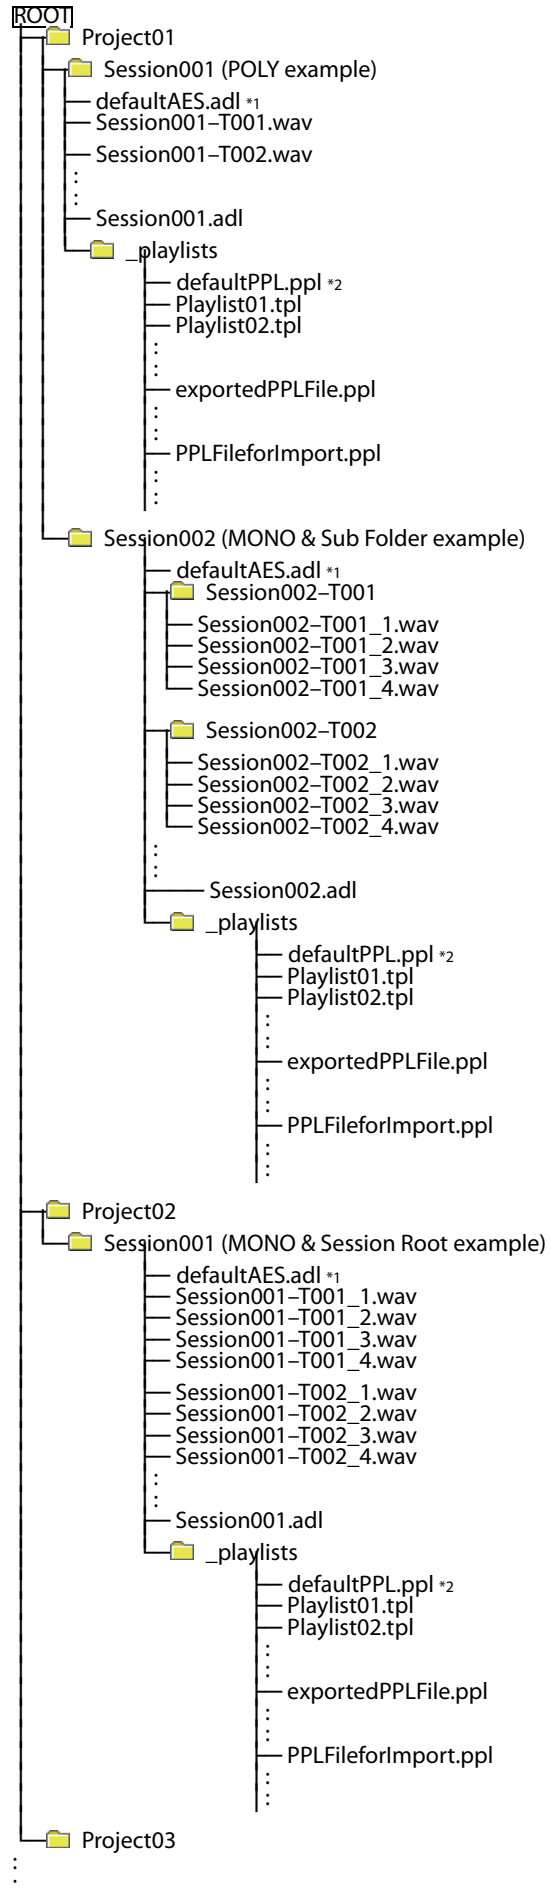 ROOT
Project01
Session001 (POLY example)
defaultAES.adl *1
Session001–T001.wav
Session001–T002.wav
Session001.adl
_playlists
defaultPPL.ppl *2
Playlist01.tpl
Playlist02.tpl
exportedPPLFile.ppl
PPLFileforImport.ppl
Session002 (MONO & Sub Folder example)
defaultAES.adl *1
Session002–T001
Session002–T001_1.wav
Session002–T001_2.wav
Session002–T001_3.wav
Session002–T001_4.wav
Session002–T002
Session002–T002_1.wav
Session002–T002_2.wav
Session002–T002_3.wav
Session002–T002_4.wav
Session002.adl
_playlists
defaultPPL.ppl *2
Playlist01.tpl
Playlist02.tpl
exportedPPLFile.ppl
PPLFileforImport.ppl
Project02
Session001 (MONO & Session Root example)
defaultAES.adl *1
Session001–T001_1.wav
Session001–T001_2.wav
Session001–T001_3.wav
Session001–T001_4.wav
Session001–T002_1.wav
Session001–T002_2.wav
Session001–T002_3.wav
Session001–T002_4.wav
Session001.adl
_playlists
defaultPPL.ppl *2
Playlist01.tpl
Playlist02.tpl
exportedPPLFile.ppl
PPLFileforImport.ppl
Project03